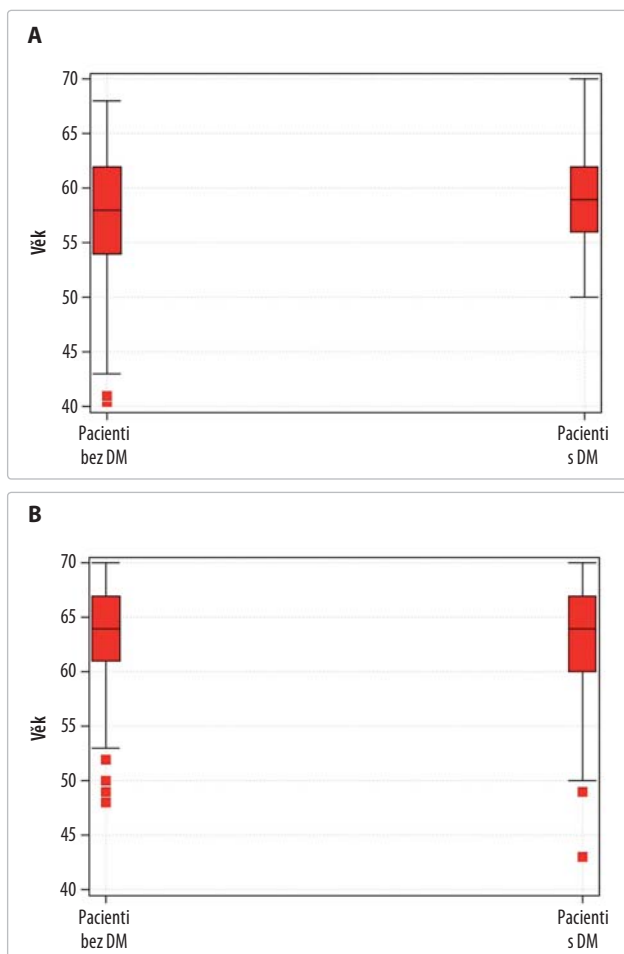 A
Věk
70
65
60
55
50
45
40
Pacienti
bez DM
Pacienti
s DM
B
Věk
70
65
60
55
50
45
40
Pacienti
bez DM
Pacienti
s DM